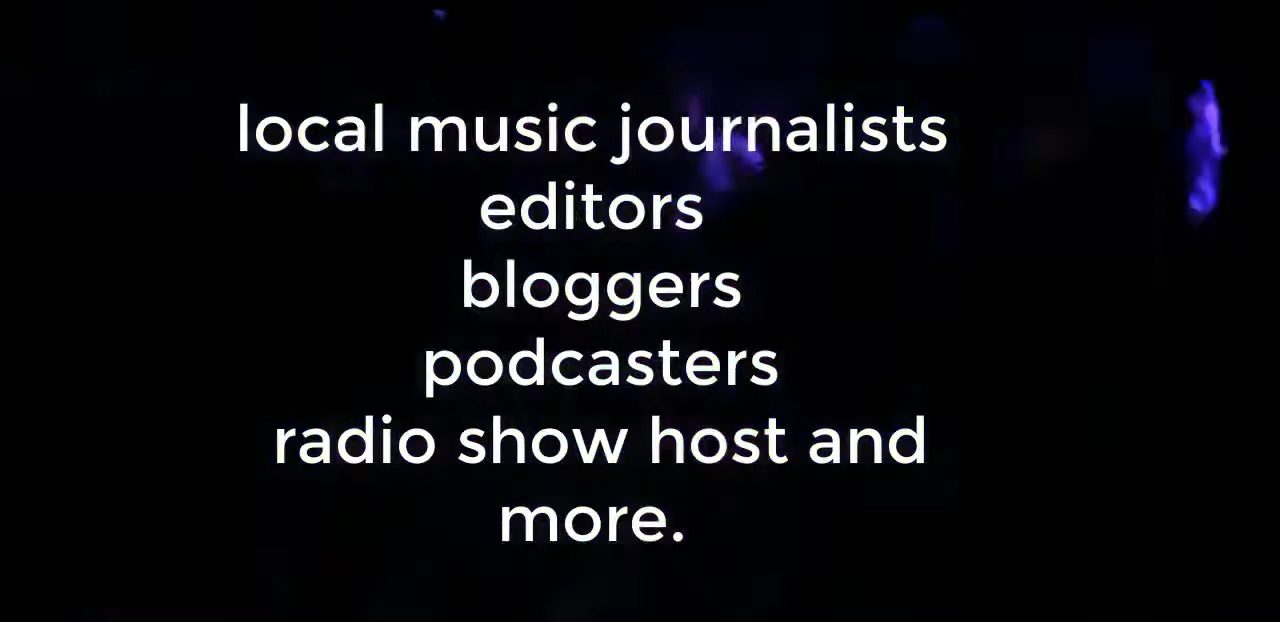 local music journalists
editors
bloggers
podcasters
radio show host and
more.